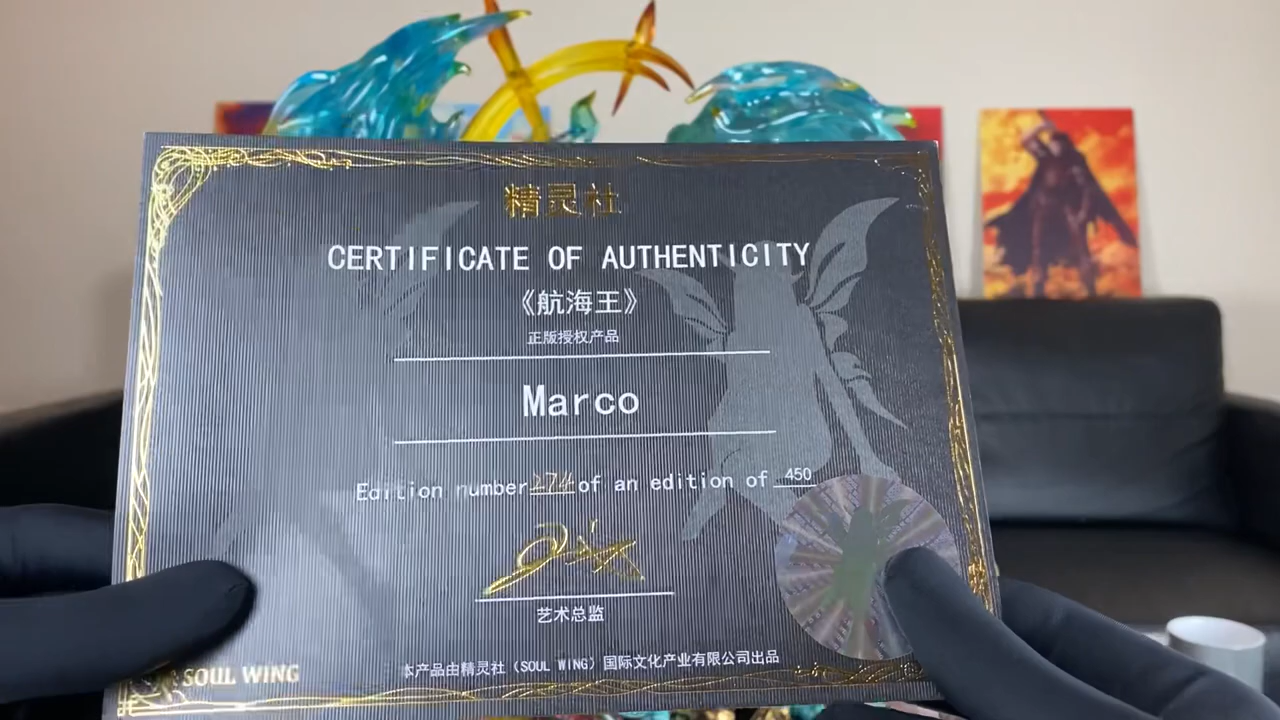 精灵社
CERTIFICATE OF AUTHENTICITY
《航海王》
正版授权产品
Marco
Edition number 274 of an edition of 450
艺术总监
SOUL WING
本产品由精灵社(SOUL WING)国际文化产业有限公司出品